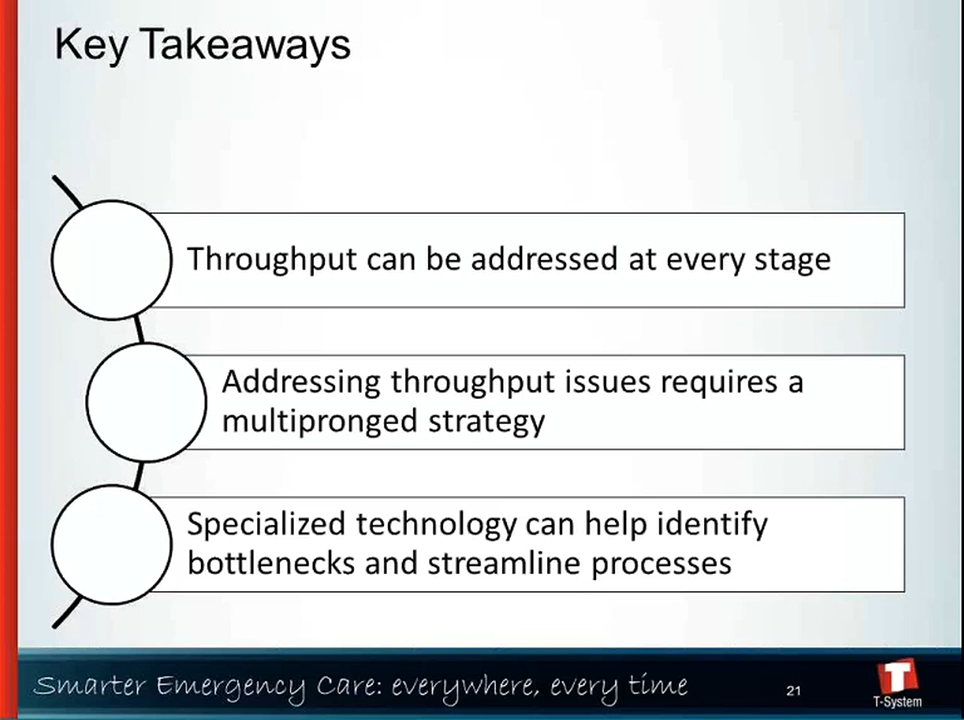 Key Takeaways
Throughput can be addressed at every stage
Addressing throughput issues requires a
multipronged strategy
Specialized technology can help identify
bottlenecks and streamline processes
Smarter Emergency Care: everywhere, every time
21
T
T-System